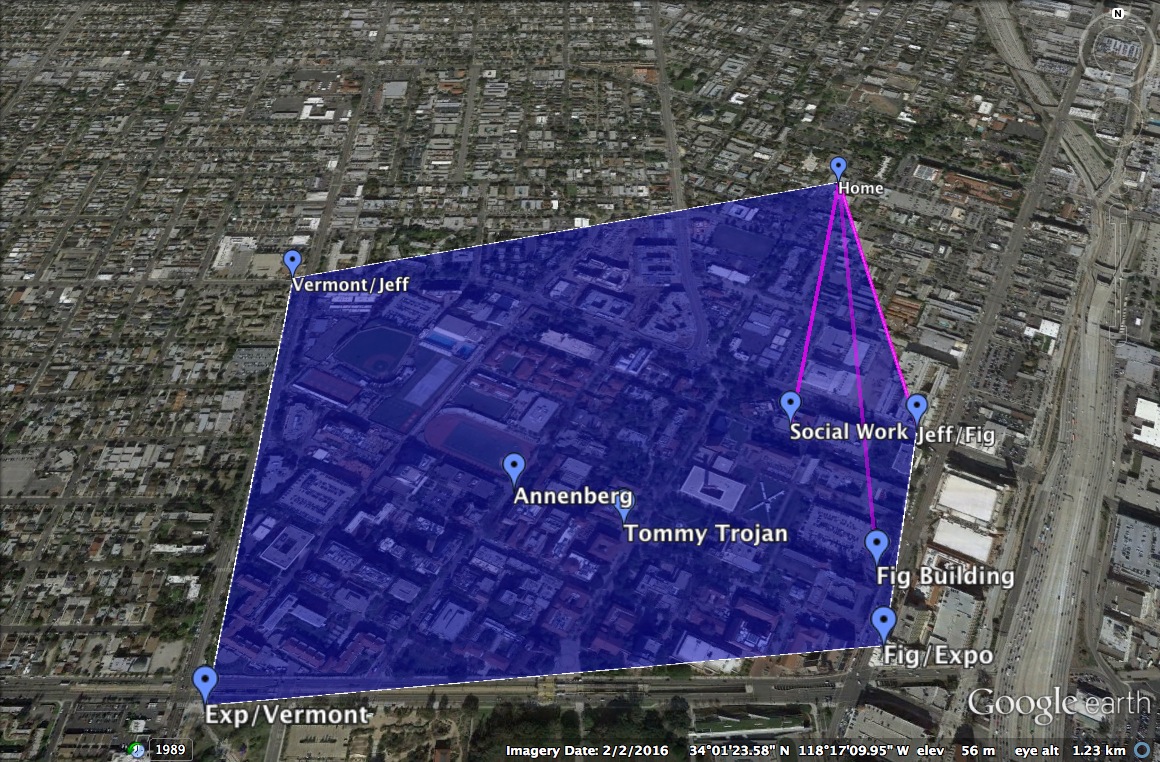 N
Home
Vermont/Jeff
Social Work
Jeff/Fig
Annenberg
Tommy Trojan
Fig Building
Fig/Expo
Exp/Vermont
Google earth
1989
Imagery Date: 2/2/2016 34°01'23.58" N 118°17'09.95" W elev 56 m eye alt 1.23 km